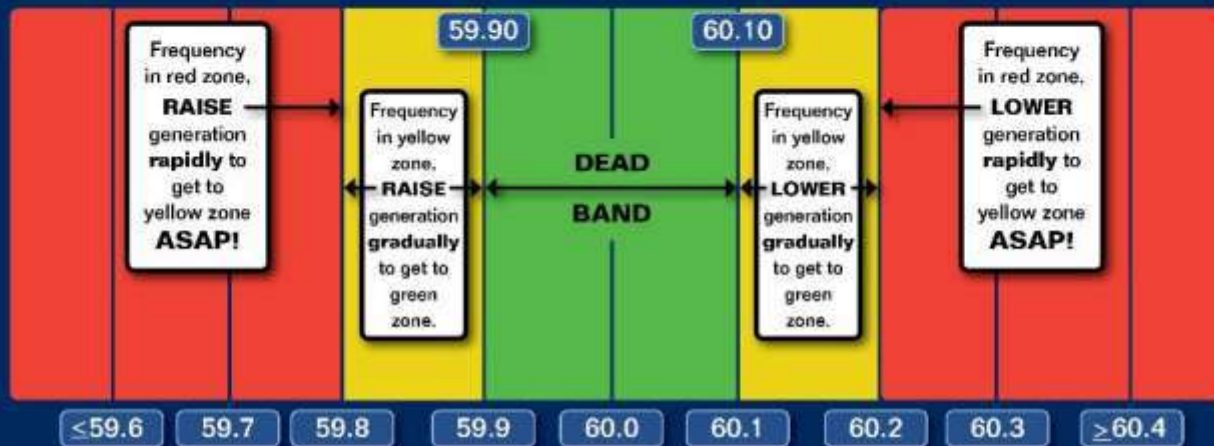 59.90
60.10
Frequency
in red zone,
RAISE
generation
rapidly to
get to
yellow zone
ASAP!
Frequency
in yellow
zone,
RAISE
generation
gradually
to get to
green
zone.
DEAD
BAND
Frequency
in yellow
zone,
LOWER
generation
gradually
to get to
green
zone.
Frequency
in red zone,
LOWER
generation
rapidly to
get to
yellow zone
ASAP!
≤59.6 59.7 59.8 59.9 60.0 60.1 60.2 60.3 ≥60.4